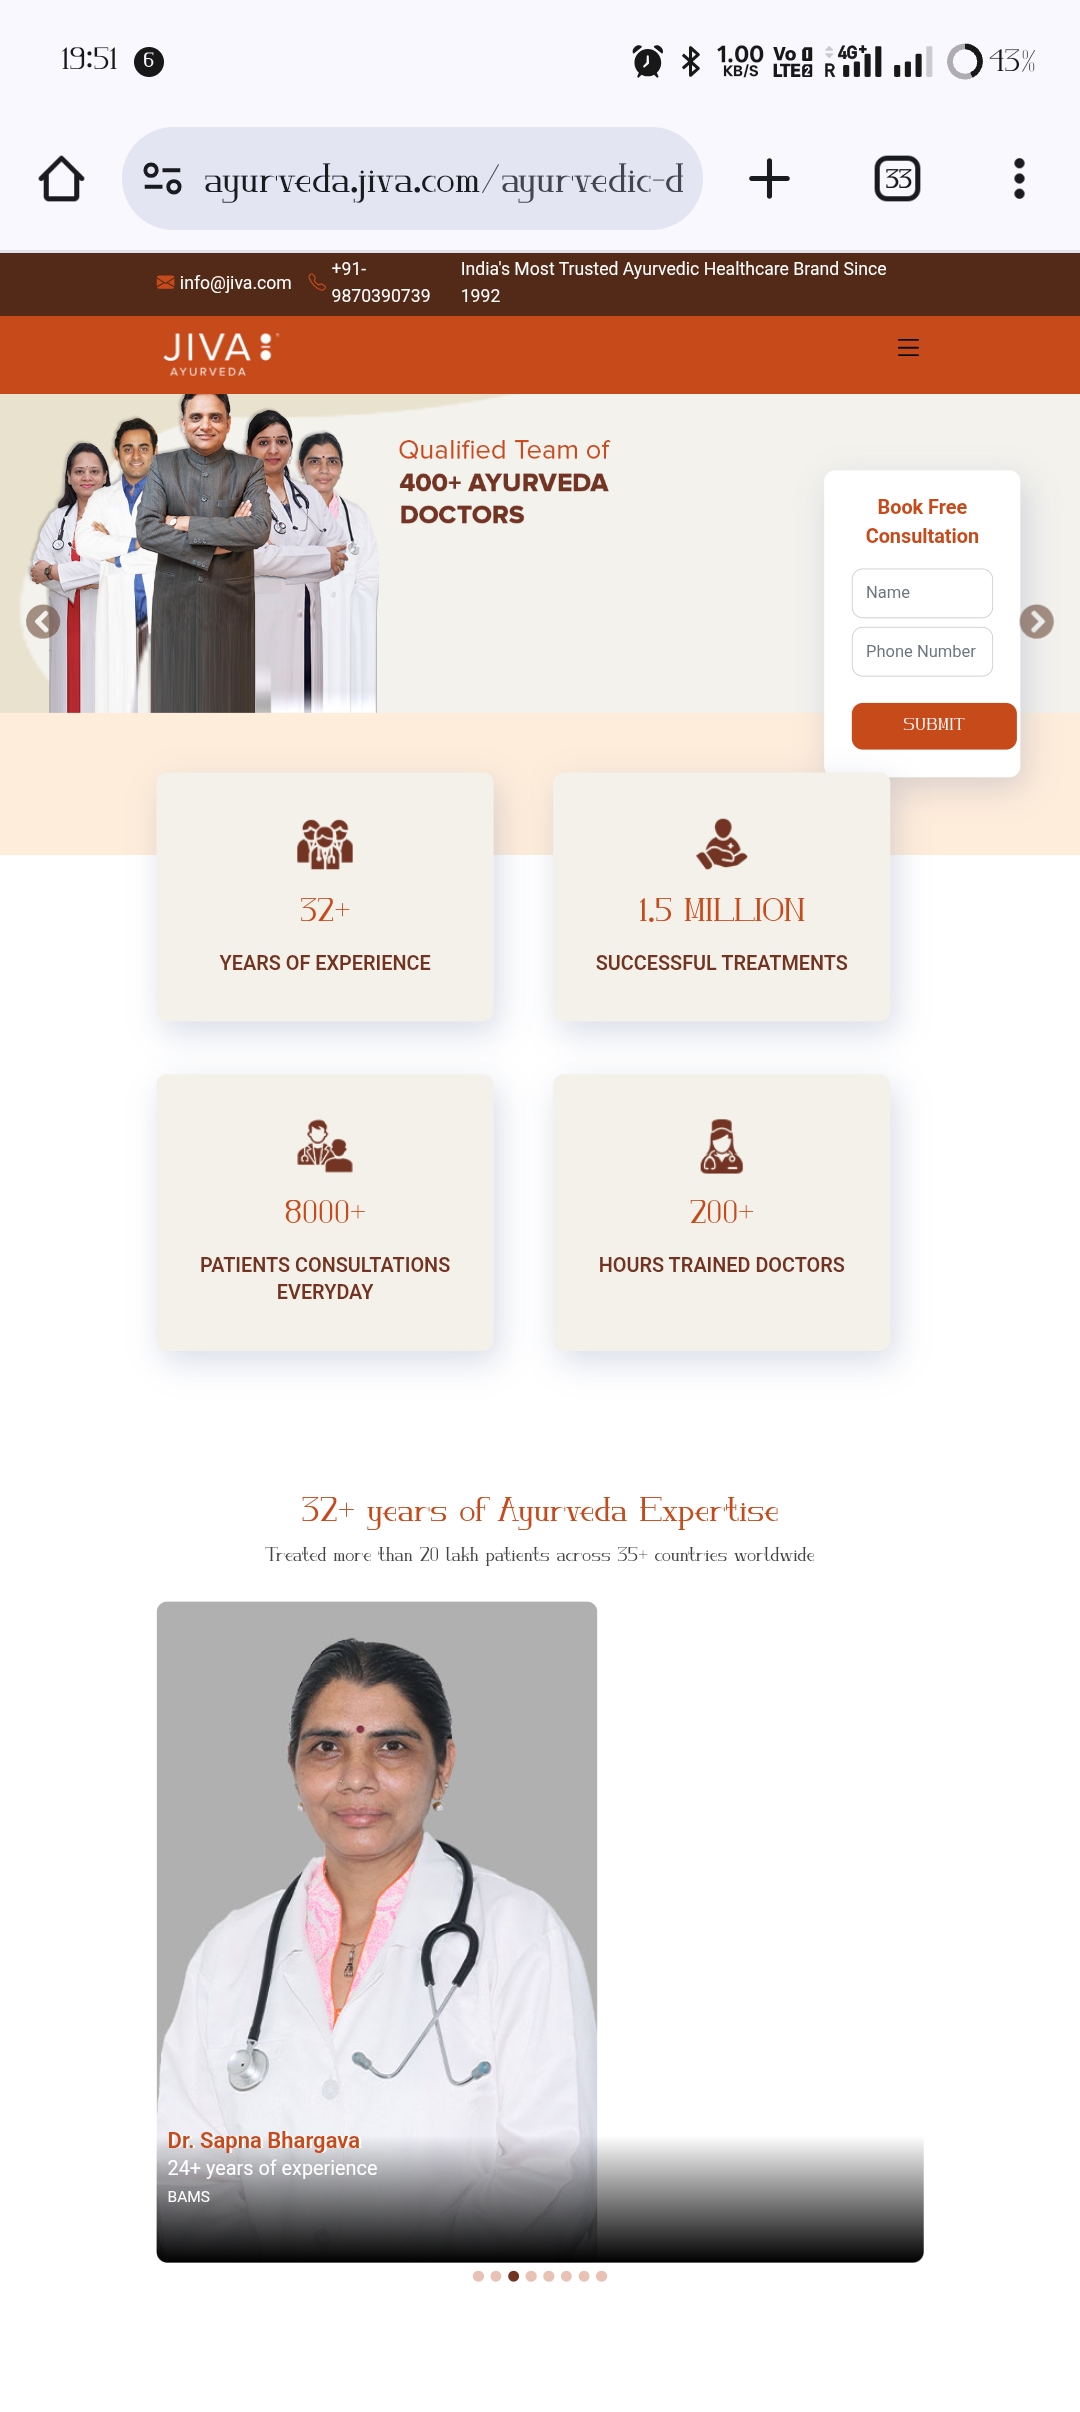 19:51 6 1.00 KB/S Vo 1 LTE2 R 4G+ 43%
ayurveda.jiva.com/ayurvedic-d
33
info@jiva.com
+91-
9870390739
India's Most Trusted Ayurvedic Healthcare Brand Since
1992
JIVA
AYURVEDA
Qualified Team of
400+ AYURVEDA
DOCTORS
Book Free
Consultation
Name
Phone Number
SUBMIT
32+
YEARS OF EXPERIENCE
1.5 MILLION
SUCCESSFUL TREATMENTS
8000+
PATIENTS CONSULTATIONS
EVERYDAY
200+
HOURS TRAINED DOCTORS
32+ years of Ayurveda Expertise
Treated more than 20 lakh patients across 35+ countries worldwide
Dr. Sapna Bhargava
24+ years of experience
BAMS